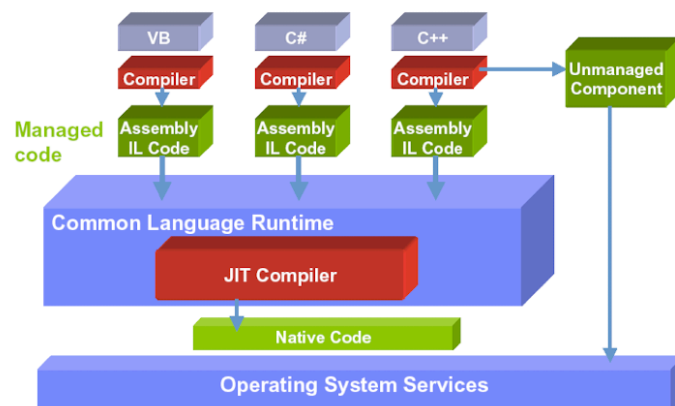 VB
C#
C++
Compiler
Compiler
Compiler
Unmanaged
Component
Managed
code
Assembly
IL Code
Assembly
IL Code
Assembly
IL Code
Common Language Runtime
JIT Compiler
Native Code
Operating System Services